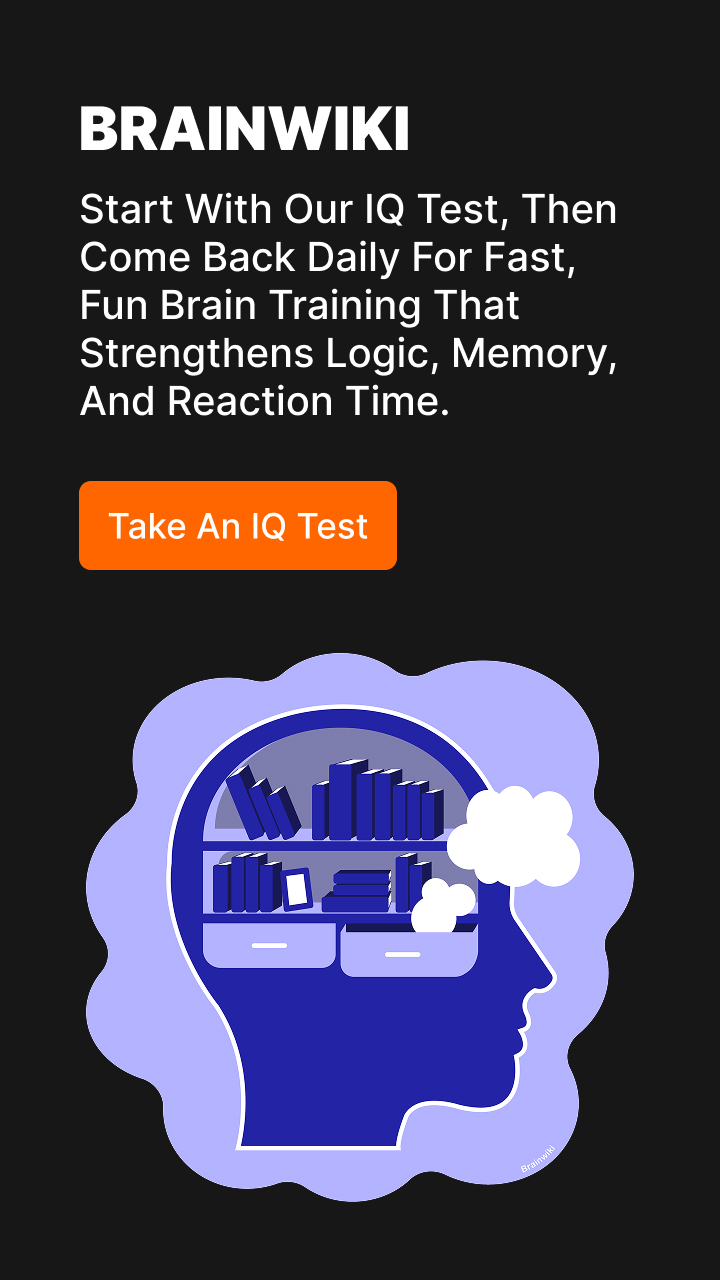 BRAINWIKI
Start With Our IQ Test, Then
Come Back Daily For Fast,
Fun Brain Training That
Strengthens Logic, Memory,
And Reaction Time.
Take An IQ Test
Brainwiki